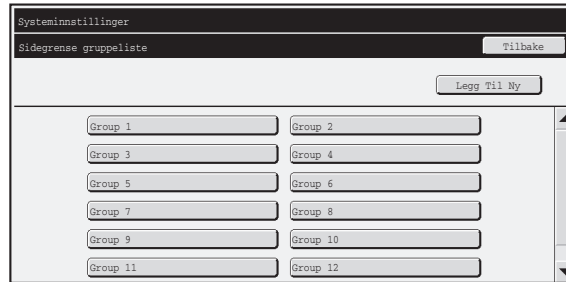 Systeminnstillinger
Sidegrense gruppeliste Tilbake
Legg Til Ny
Group 1 Group 2
Group 3 Group 4
Group 5 Group 6
Group 7 Group 8
Group 9 Group 10
Group 11 Group 12